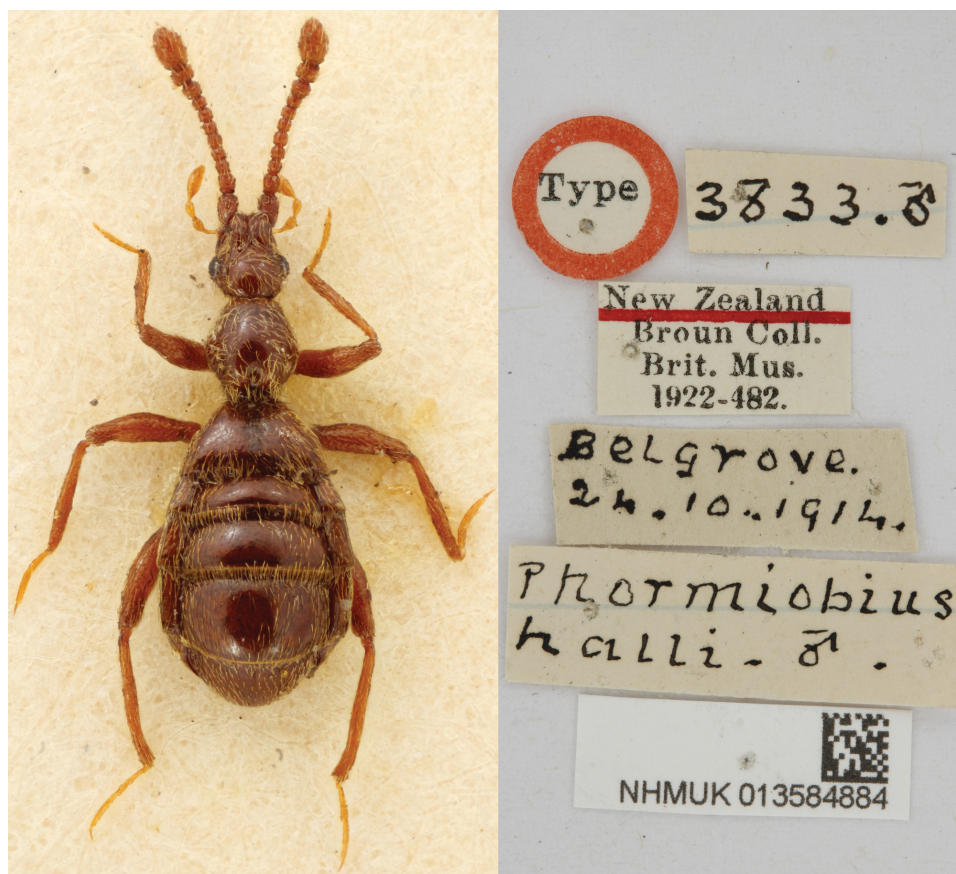 Type
3833.♂
New Zealand
Broun Coll.
Brit. Mus.
1922-482.
Belgrove.
24.10.1914.
Phormiobius
halli. ♂.
NHMUK 013584884